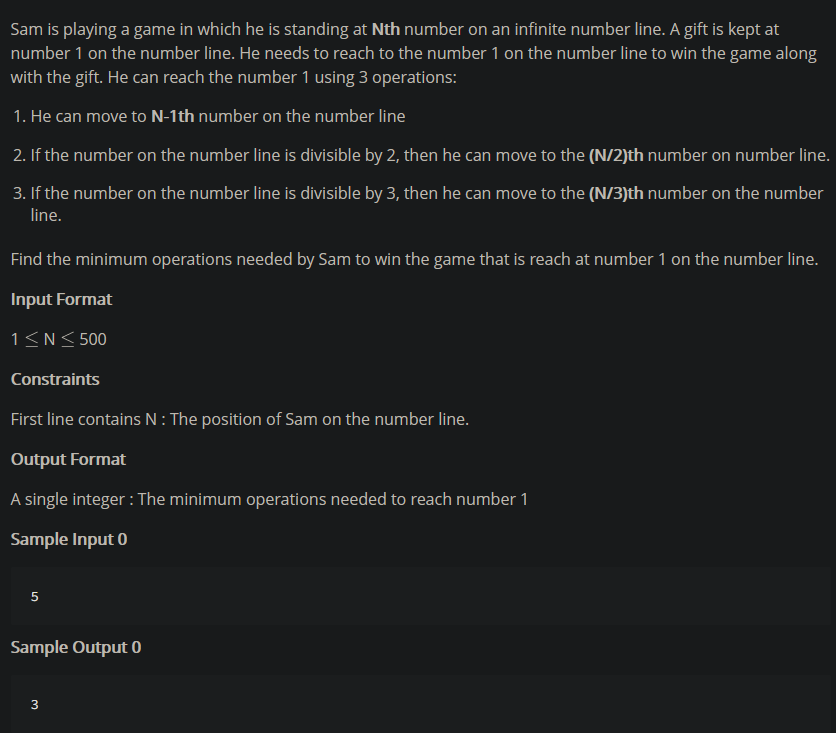 Sam is playing a game in which he is standing at Nth number on an infinite number line. A gift is kept at
number 1 on the number line. He needs to reach to the number 1 on the number line to win the game along
with the gift. He can reach the number 1 using 3 operations:
1. He can move to N-1th number on the number line
2. If the number on the number line is divisible by 2, then he can move to the (N/2)th number on number line.
3. If the number on the number line is divisible by 3, then he can move to the (N/3)th number on the number
line.
Find the minimum operations needed by Sam to win the game that is reach at number 1 on the number line.
Input Format
1 ≤ N ≤ 500
Constraints
First line contains N : The position of Sam on the number line.
Output Format
A single integer : The minimum operations needed to reach number 1
Sample Input 0
5
Sample Output 0
3